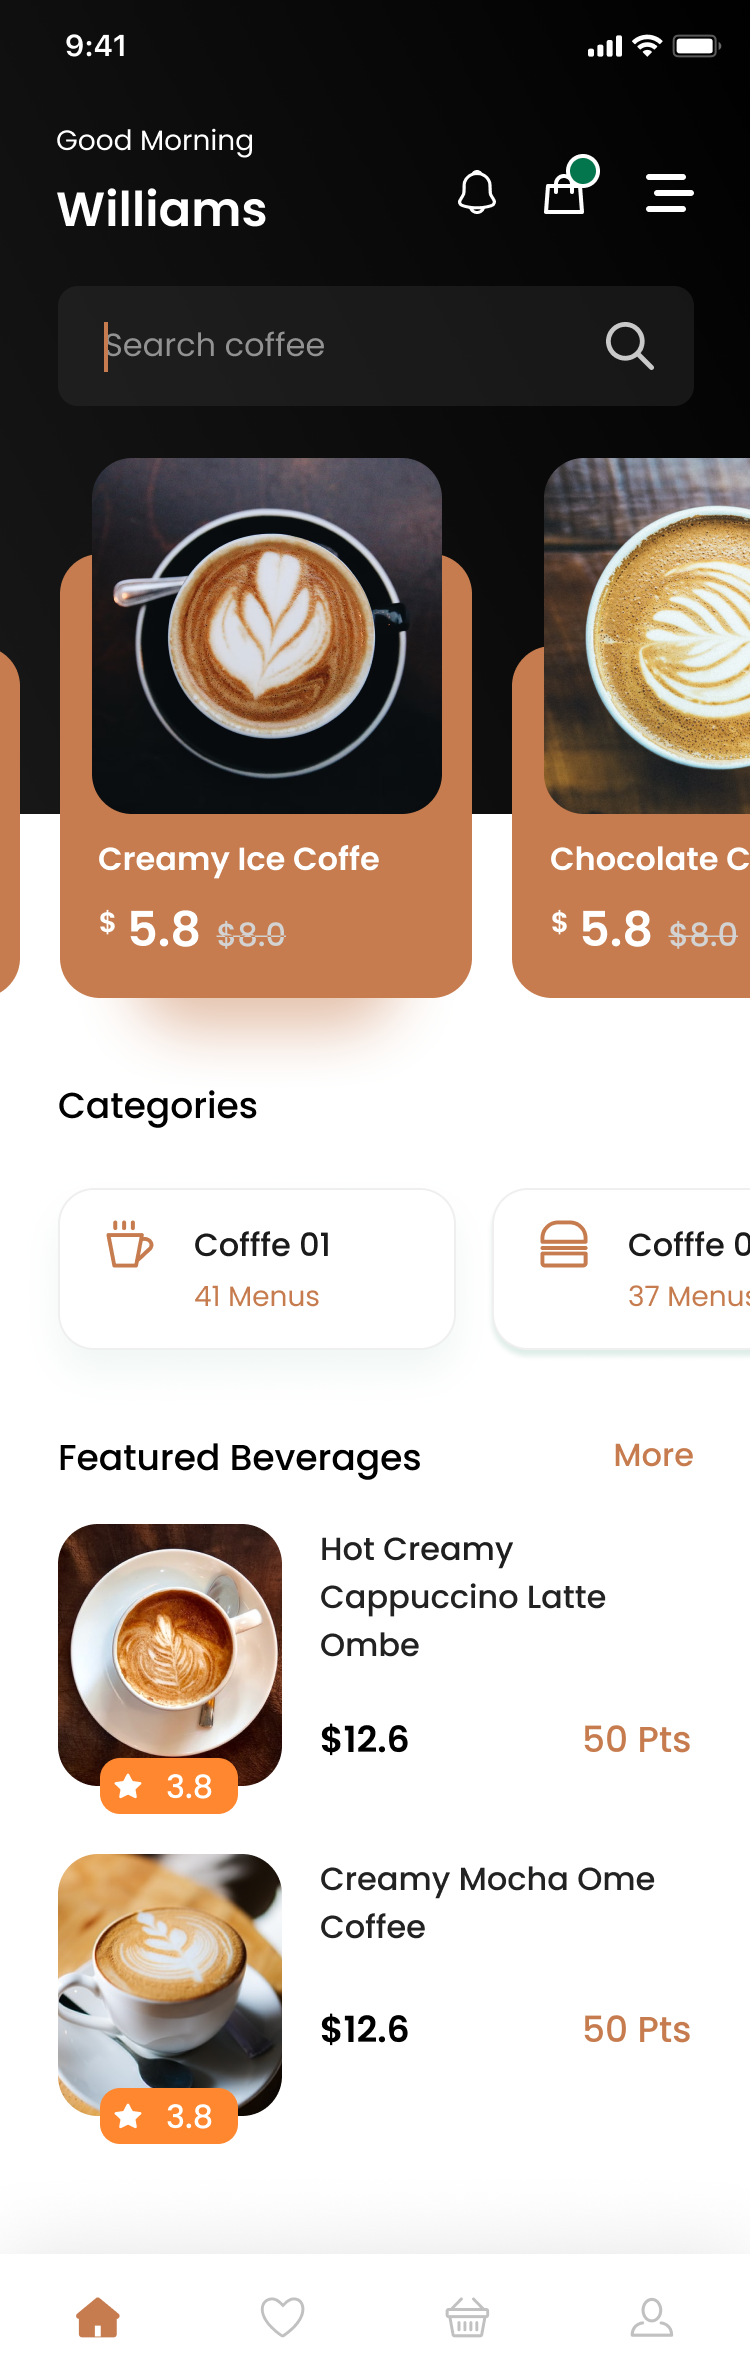 9:41
Good Morning
Williams
Search coffee
Creamy Ice Coffe
$ 5.8 $8.0
Chocolate C
$ 5.8 $8.0
Categories
Cofffe 01
41 Menus
Cofffe 0
37 Menus
Featured Beverages
More
Hot Creamy
Cappuccino Latte
Ombe
$12.6
50 Pts
3.8
Creamy Mocha Ome
Coffee
$12.6
50 Pts
3.8